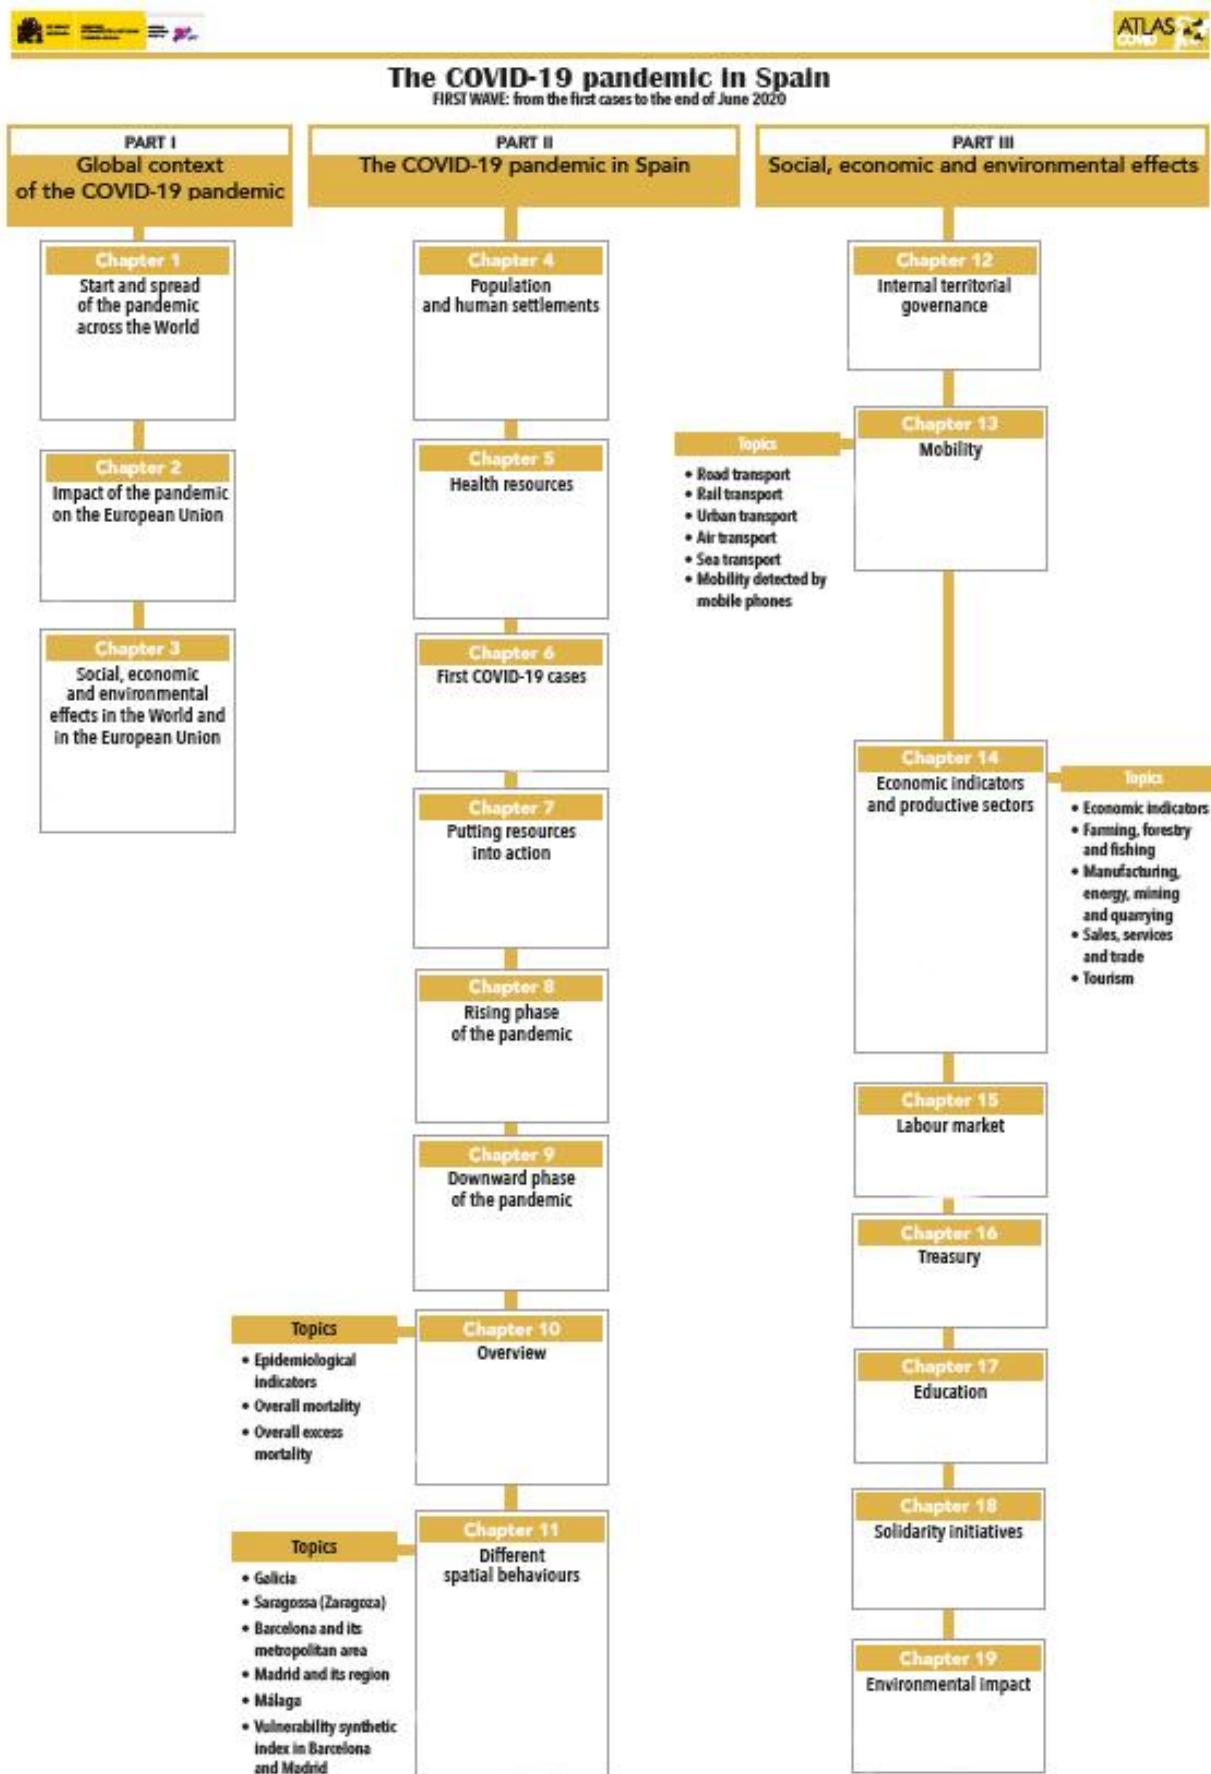 ATLAS
COVID
The COVID-19 pandemic in Spain
FIRST WAVE: from the first cases to the end of June 2020
PART I
Global context
of the COVID-19 pandemic
Chapter 1
Start and spread
of the pandemic
across the World
Chapter 2
Impact of the pandemic
on the European Union
Chapter 3
Social, economic
and environmental
effects in the World and
in the European Union
PART II
The COVID-19 pandemic in Spain
Chapter 4
Population
and human settlements
Chapter 5
Health resources
Chapter 6
First COVID-19 cases
Chapter 7
Putting resources
into action
Chapter 8
Rising phase
of the pandemic
Chapter 9
Downward phase
of the pandemic
Chapter 10
Overview
Topics
• Epidemiological
indicators
• Overall mortality
• Overall excess
mortality
Chapter 11
Different
spatial behaviours
Topics
• Galicia
• Saragossa (Zaragoza)
• Barcelona and its
metropolitan area
• Madrid and its region
• Málaga
• Vulnerability synthetic
index in Barcelona
and Madrid
PART III
Social, economic and environmental effects
Chapter 12
Internal territorial
governance
Chapter 13
Mobility
Topics
• Road transport
• Rail transport
• Urban transport
• Air transport
• Sea transport
• Mobility detected by
mobile phones
Chapter 14
Economic indicators
and productive sectors
Topics
• Economic indicators
• Farming, forestry
and fishing
• Manufacturing,
energy, mining
and quarrying
• Sales, services
and trade
• Tourism
Chapter 15
Labour market
Chapter 16
Treasury
Chapter 17
Education
Chapter 18
Solidarity initiatives
Chapter 19
Environmental impact